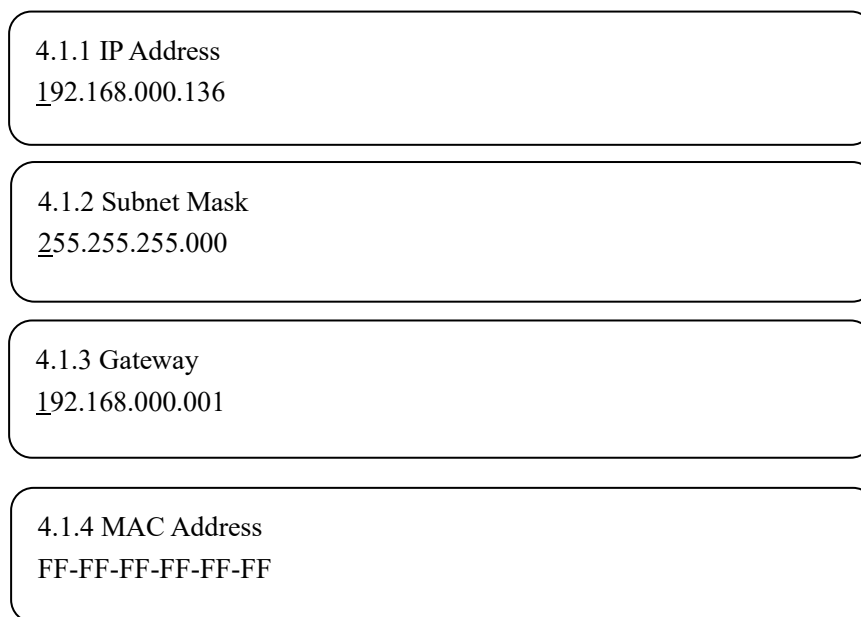 4.1.1 IP Address
192.168.000.136
4.1.2 Subnet Mask
255.255.255.000
4.1.3 Gateway
192.168.000.001
4.1.4 MAC Address
FF-FF-FF-FF-FF-FF